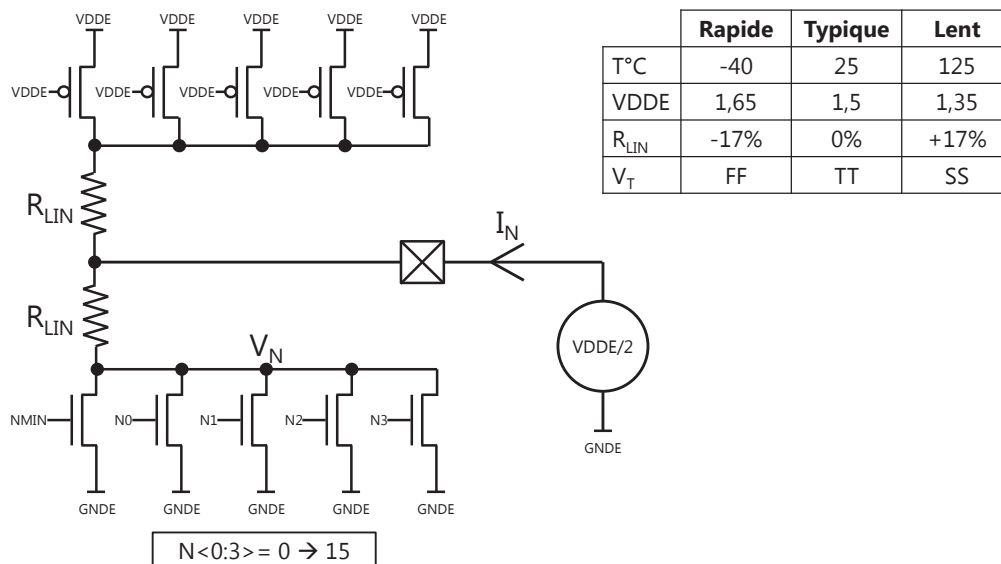 VDDE VDDE VDDE VDDE VDDE
VDDE VDDE VDDE VDDE VDDE
R_LIN
I_N
R_LIN
VDDE/2
V_N
NMIN N0 N1 N2 N3
GNDE
GNDE GNDE GNDE GNDE GNDE
N<0:3>= 0 → 15
Rapide Typique Lent
T°C -40 25 125
VDDE 1,65 1,5 1,35
R_LIN -17% 0% +17%
V_T FF TT SS